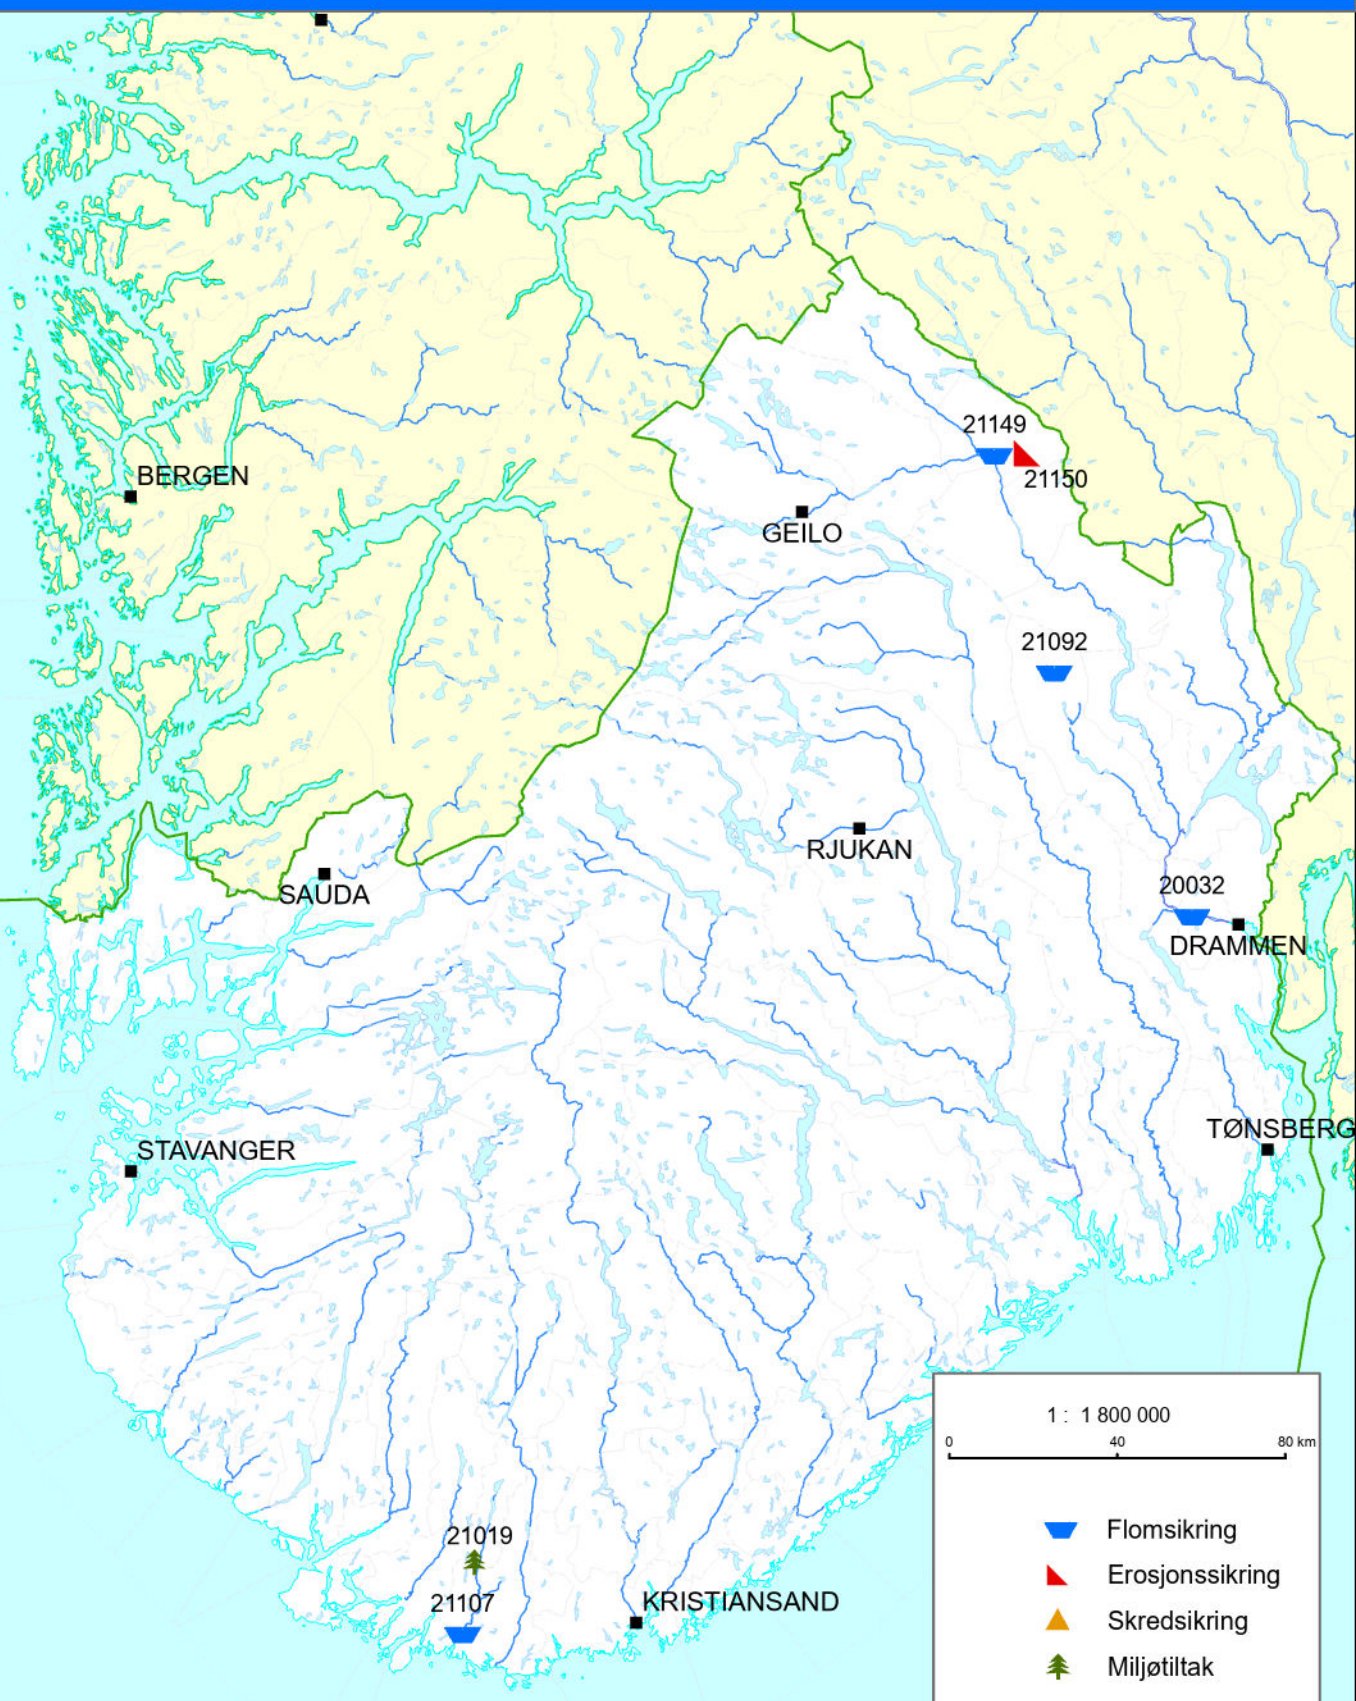 21149
21150
BERGEN
GEILO
21092
RJUKAN
SAUDA
20032
DRAMMEN
TØNSBERG
STAVANGER
21019
21107
KRISTIANSAND
1 : 1 800 000
0 40 80 km
Flomsikring
Erosjonssikring
Skredsikring
Miljøtiltak